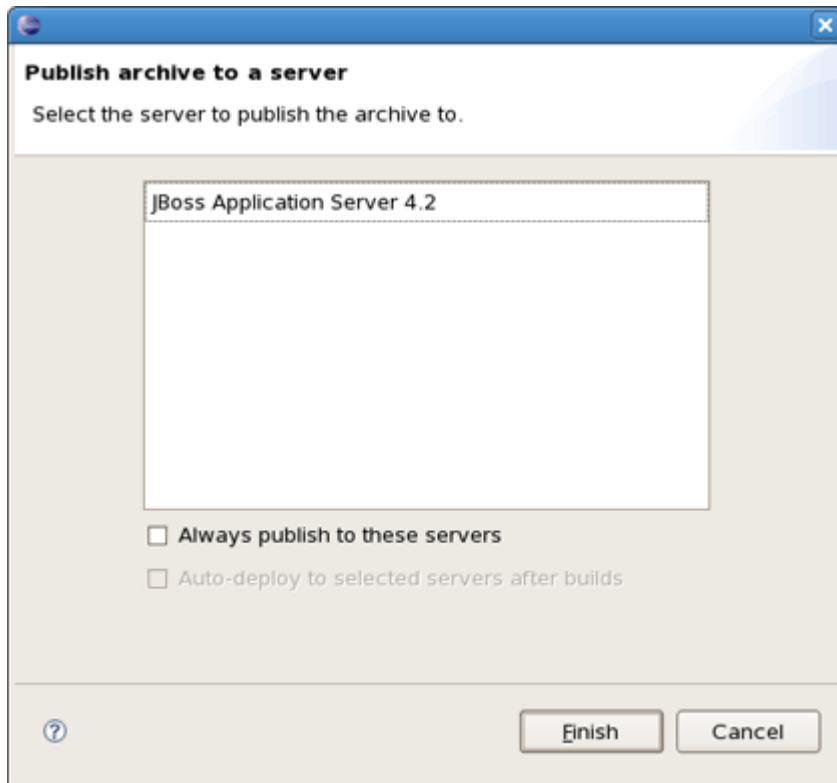 Publish archive to a server
Select the server to publish the archive to.
JBoss Application Server 4.2
Always publish to these servers
Auto-deploy to selected servers after builds
Finish
Cancel